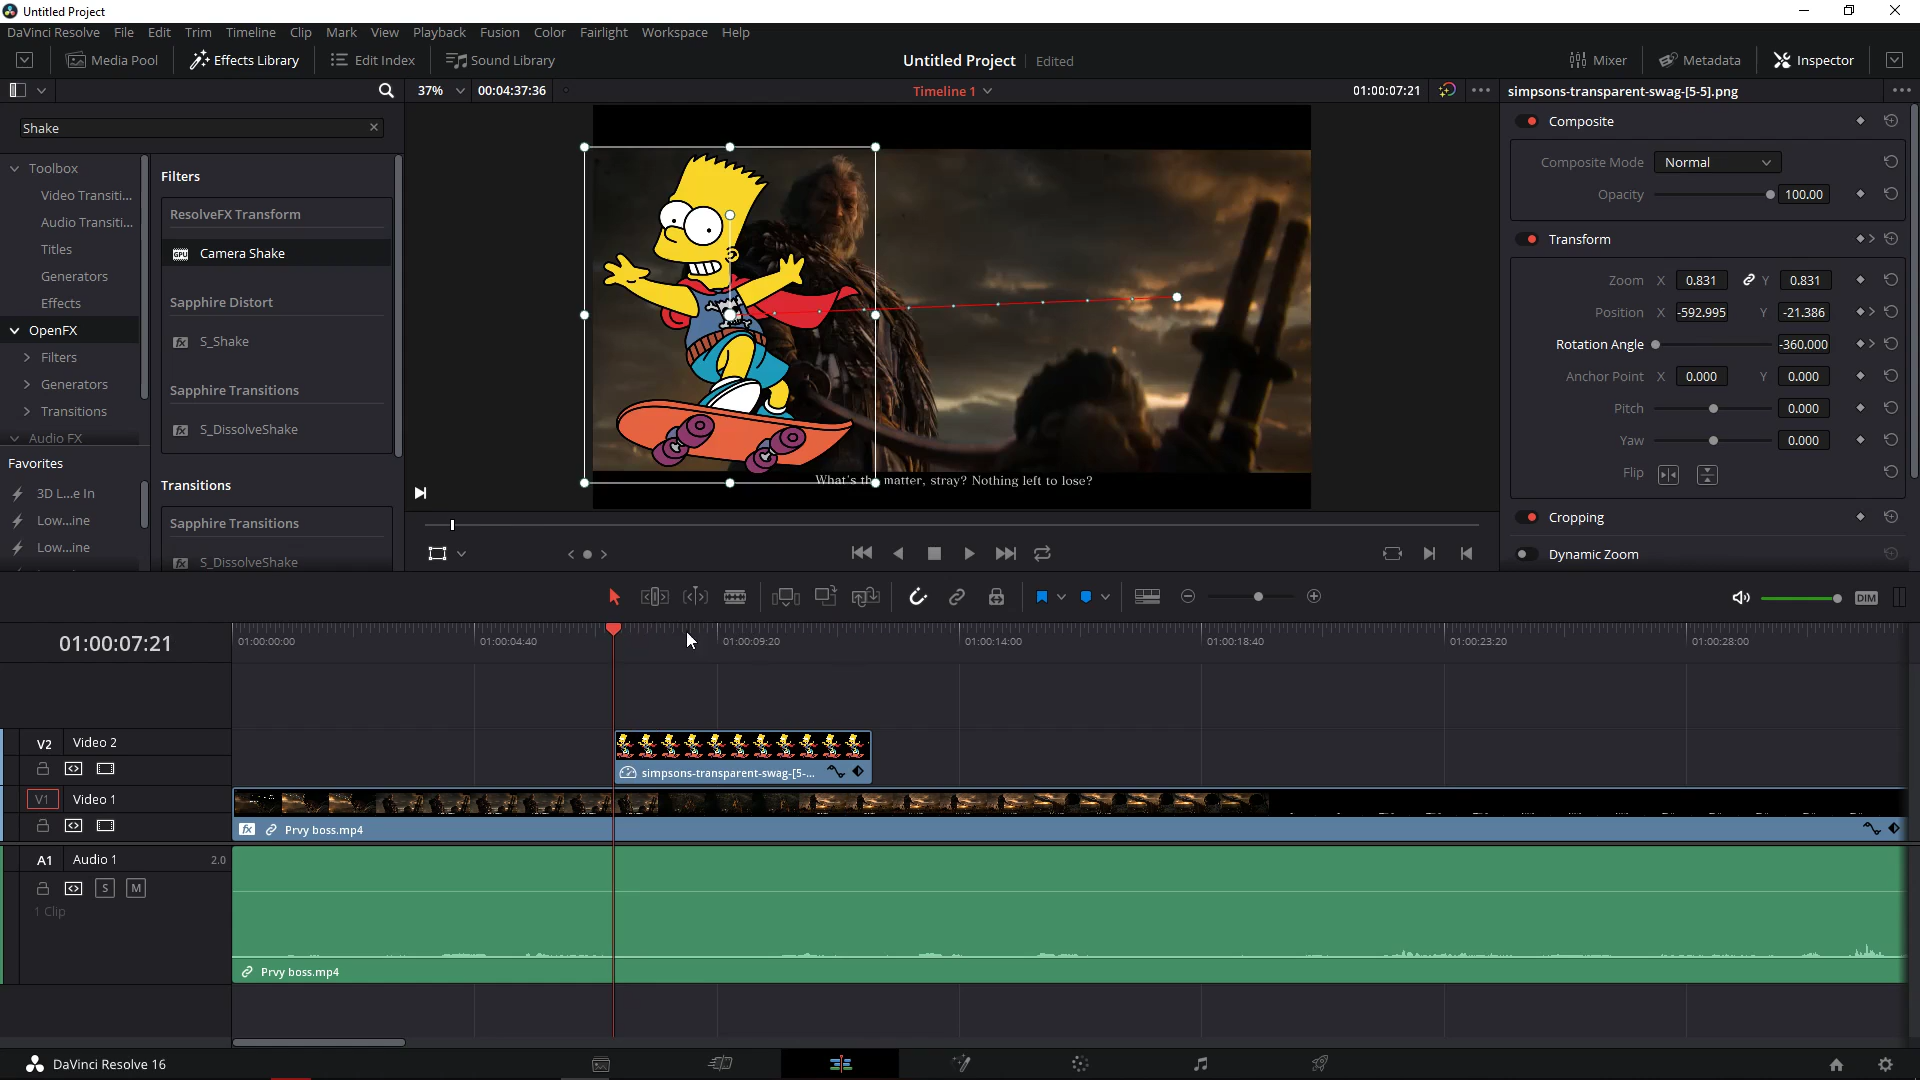 Untitled Project
DaVinci Resolve File Edit Trim Timeline Clip Mark View Playback Fusion Color Fairlight Workspace Help
Media Pool Effects Library Edit Index Sound Library Untitled Project Edited Mixer Metadata Inspector
37% 00:04:37:36 Timeline 1 01:00:07:21 simpsons-transparent-swag-[5-5].png
Shake
Toolbox
Video Transiti...
Audio Transiti...
Titles
Generators
Effects
OpenFX
Filters
Generators
Transitions
Audio FX
Favorites
3D L...e In
Low...ine
Low...ine
Filters
ResolveFX Transform
GPU Camera Shake
Sapphire Distort
fx S_Shake
Sapphire Transitions
fx S_DissolveShake
Transitions
Sapphire Transitions
fx S_DissolveShake
What's th matter, stray? Nothing left to lose?
Composite
Composite Mode Normal
Opacity 100.00
Transform
Zoom X 0.831 Y 0.831
Position X -592.995 Y -21.386
Rotation Angle -360.000
Anchor Point X 0.000 Y 0.000
Pitch 0.000
Yaw 0.000
Flip
Cropping
Dynamic Zoom
DIM
01:00:07:21
01:00:00:00 01:00:04:40 01:00:09:20 01:00:14:00 01:00:18:40 01:00:23:20 01:00:28:00
V2 Video 2
simpsons-transparent-swag-[5-...
V1 Video 1
fx Prvy boss.mp4
A1 Audio 1 2.0
S M
1 Clip
Prvy boss.mp4
DaVinci Resolve 16